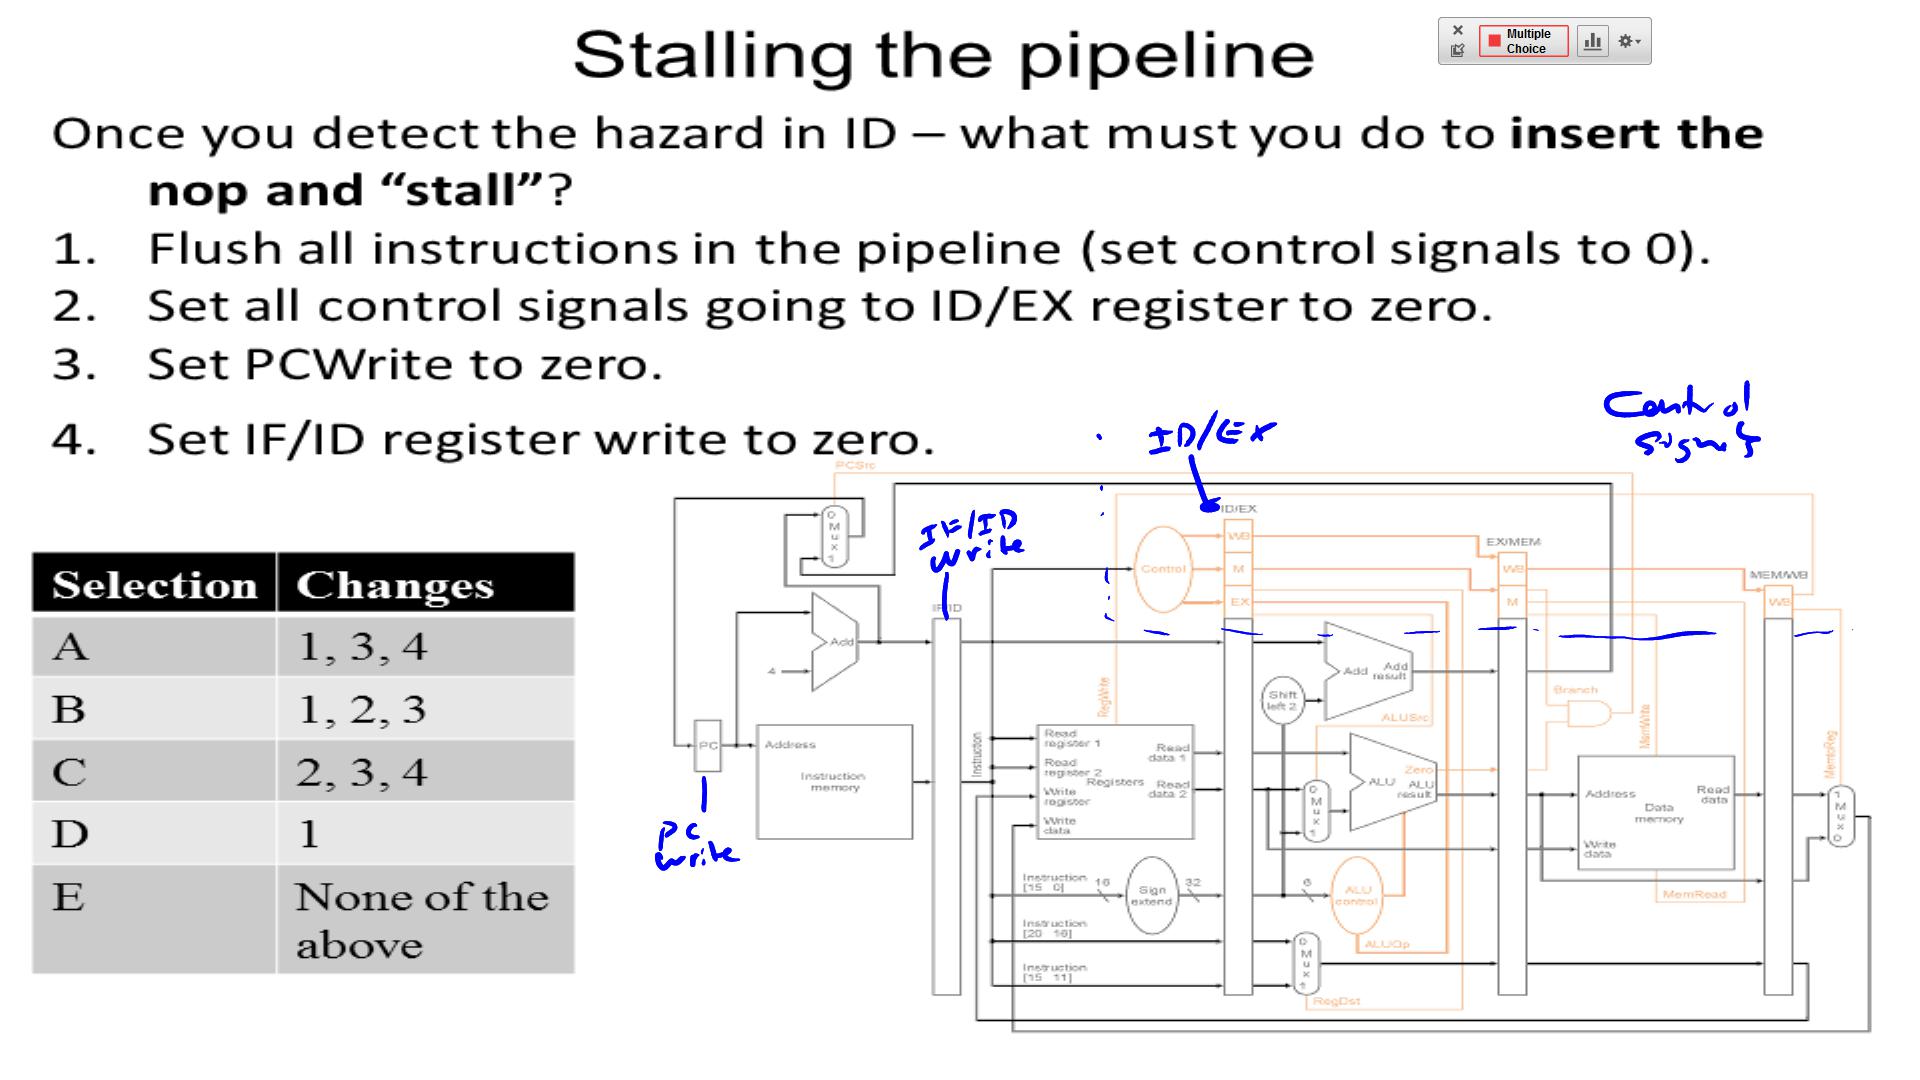 Stalling the pipeline
Multiple
Choice
Once you detect the hazard in ID – what must you do to insert the
nop and “stall”?
1. Flush all instructions in the pipeline (set control signals to 0).
2. Set all control signals going to ID/EX register to zero.
3. Set PCWrite to zero.
4. Set IF/ID register write to zero.
Control
signals
ID/EX
IF/ID
write
PC
write
Selection Changes
A 1, 3, 4
B 1, 2, 3
C 2, 3, 4
D 1
E None of the
above
PCSrc
0
M
u
x
1
ID/EX
WB
M
EX
Control
EX/MEM
WB
M
MEM/WB
WB
IF/ID
Add
4
PC
Address
Instruction
memory
Instruction
RegWrite
Read
register 1
Read
register 2
Write
register
Write
data
Registers
Read
data 1
Read
data 2
Shift
left 2
Add
Add
result
ALUSrc
0
M
u
x
1
Zero
ALU
ALU
result
Branch
MemWrite
Address
Data
memory
Read
data
Write
data
MemRead
MemtoReg
1
M
u
x
0
Instruction
[15 0]
16
Sign
extend
32
6
ALU
control
ALUOp
Instruction
[20 16]
Instruction
[15 11]
0
M
u
x
1
RegDst